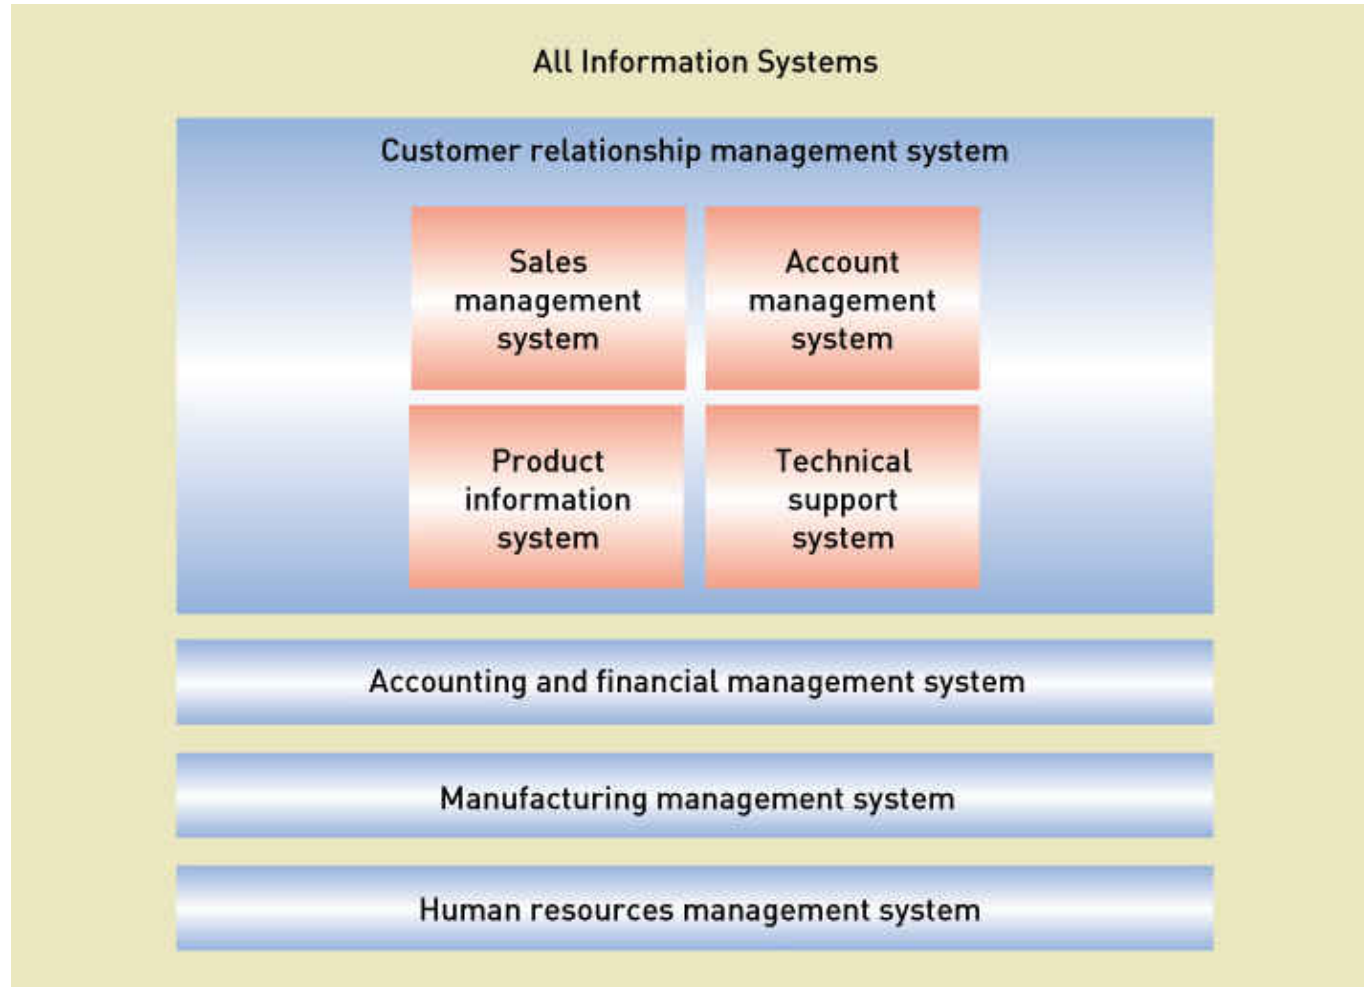 All Information Systems
Customer relationship management system
Sales
management
system
Account
management
system
Product
information
system
Technical
support
system
Accounting and financial management system
Manufacturing management system
Human resources management system